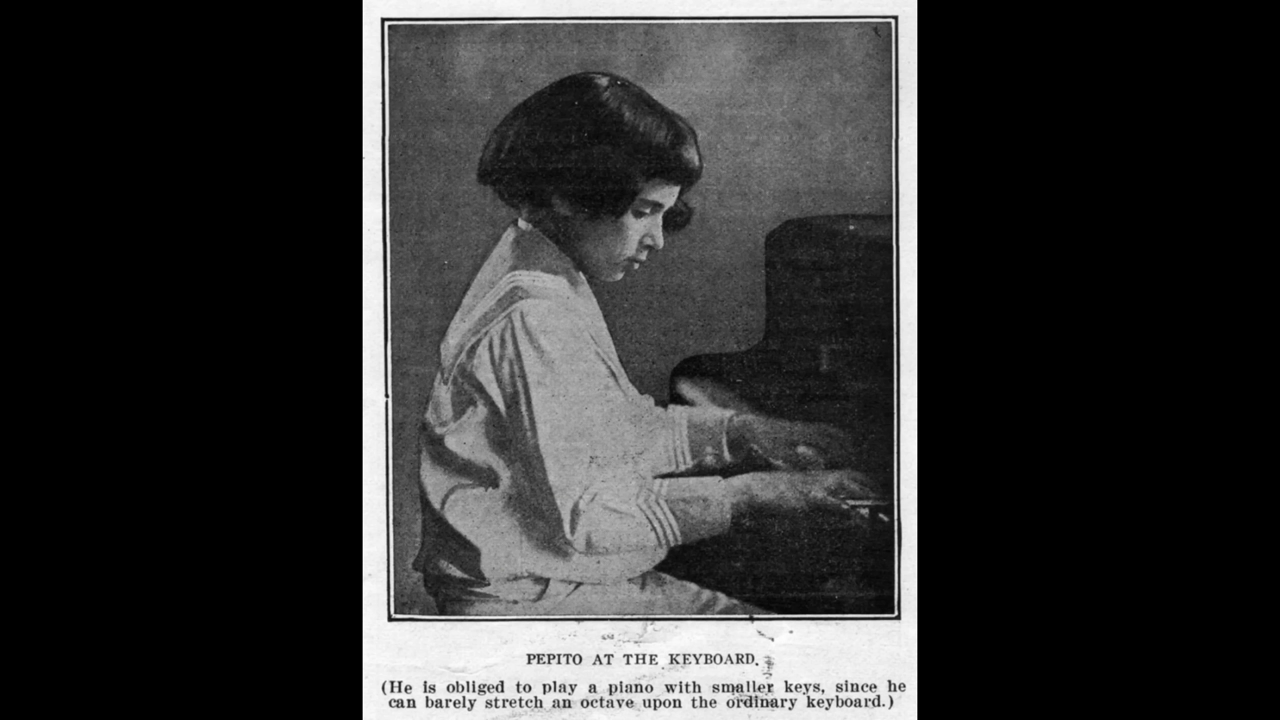 PEPITO AT THE KEYBOARD.
(He is obliged to play a piano with smaller keys, since he
can barely stretch an octave upon the ordinary keyboard.)